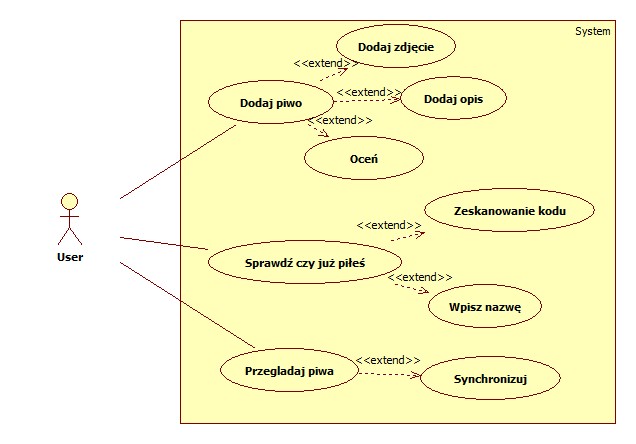 System
Dodaj zdjęcie
<<extend>>
Dodaj piwo
<<extend>>
Dodaj opis
<<extend>>
Oceń
User
Zeskanowanie kodu
<<extend>>
Sprawdź czy już piłeś
<<extend>>
Wpisz nazwę
Przegladaj piwa
<<extend>>
Synchronizuj